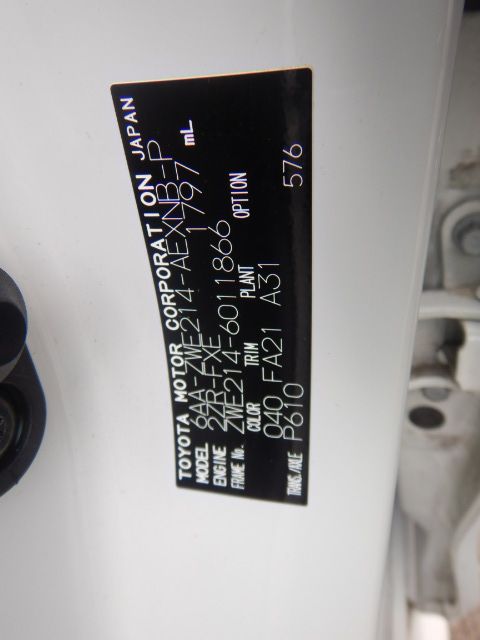 TOYOTA MOTOR CORPORATION JAPAN
MODEL 6AA-ZWE214-AEXNB-P
ENGINE 2ZR-FXE 1797 mL
FRAME No. ZWE214-6011866
COLOR TRIM PLANT OPTION
040 FA21 A31 576
TRANS./AXLE P610